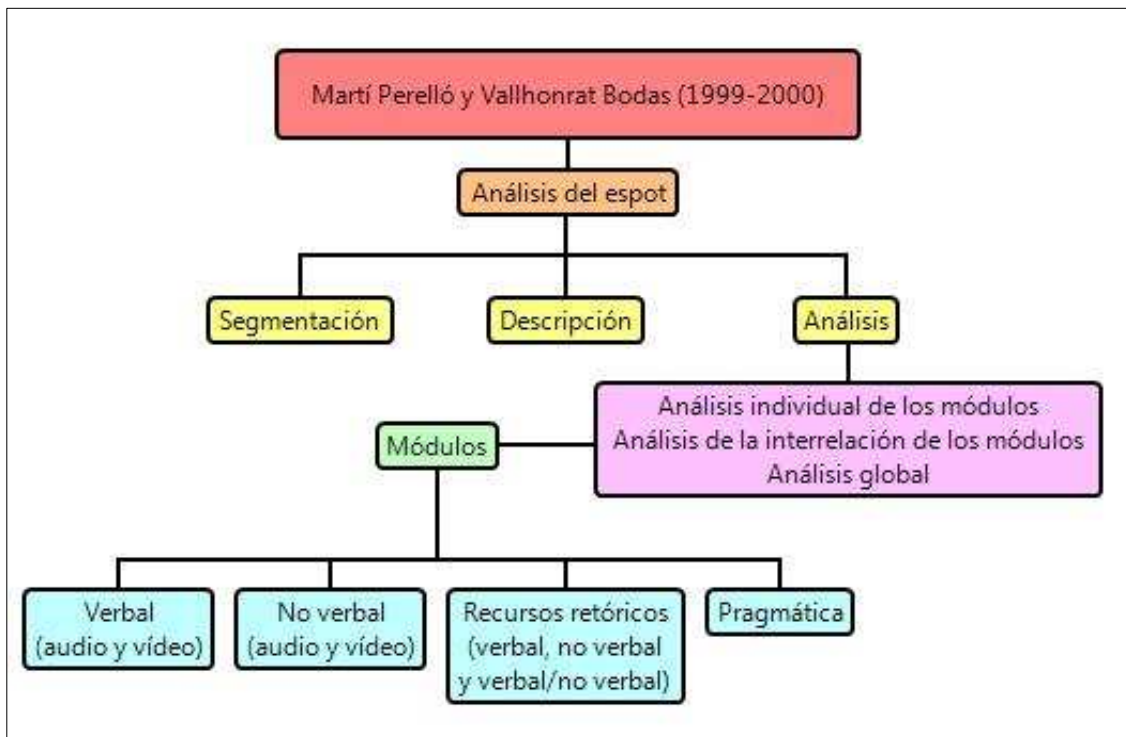 Martí Perelló y Vallhonrat Bodas (1999-2000)
Análisis del espot
Segmentación
Descripción
Análisis
Análisis individual de los módulos
Análisis de la interrelación de los módulos
Análisis global
Módulos
Verbal
(audio y vídeo)
No verbal
(audio y vídeo)
Recursos retóricos
(verbal, no verbal
y verbal/no verbal)
Pragmática